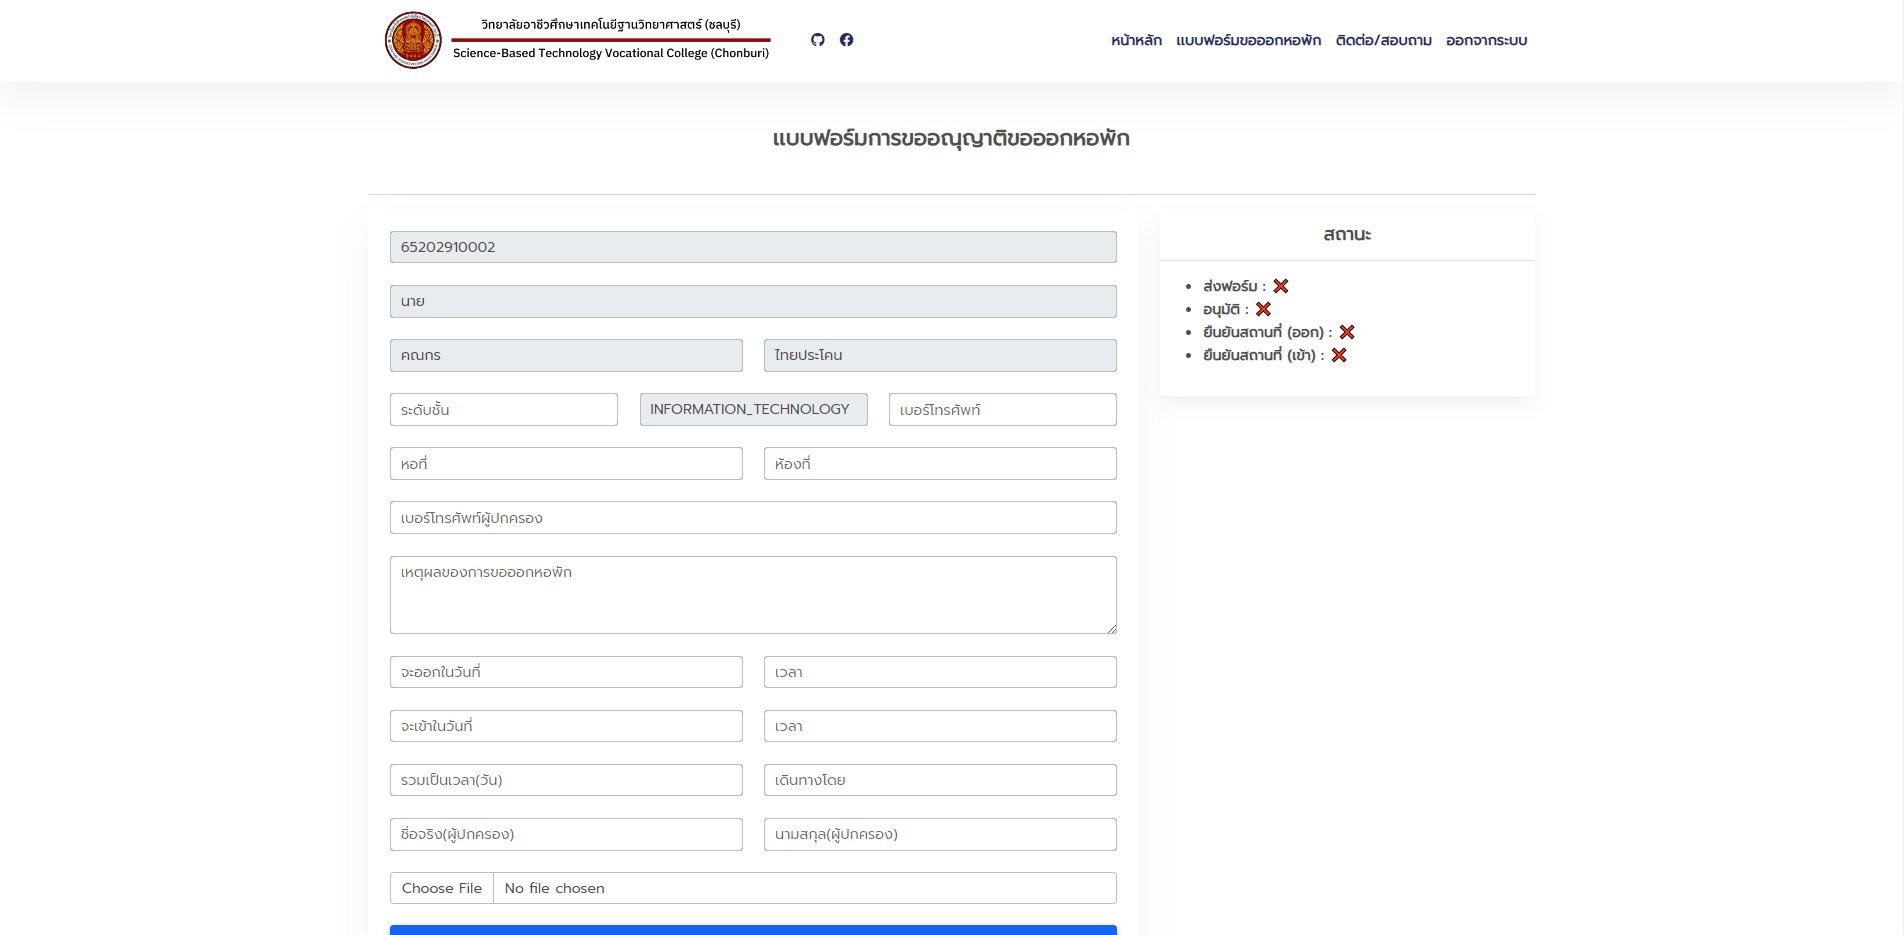 วิทยาลัยอาชีวศึกษาเทคโนยีฐานวิทยาศาสตร์ (ชลบุรี)
Science-Based Technology Vocational College (Chonburi)
หน้าหลัก แบบฟอร์มขอออกหอพัก ติดต่อ/สอบถาม ออกจากระบบ
แบบฟอร์มการขออณุญาติขอออกหอพัก
65202910002
นาย
คณกร ไทยประโคน
ระดับชั้น INFORMATION_TECHNOLOGY เบอร์โทรศัพท์
หอที่ ห้องที่
เบอร์โทรศัพท์ผู้ปกครอง
เหตุผลของการขอออกหอพัก
จะออกในวันที่ เวลา
จะเข้าในวันที่ เวลา
รวมเป็นเวลา(วัน) เดินทางโดย
ชื่อจริง(ผู้ปกครอง) นามสกุล(ผู้ปกครอง)
Choose File No file chosen
สถานะ
ส่งฟอร์ม :
อนุมัติ :
ยืนยันสถานที่ (ออก) :
ยืนยันสถานที่ (เข้า) :